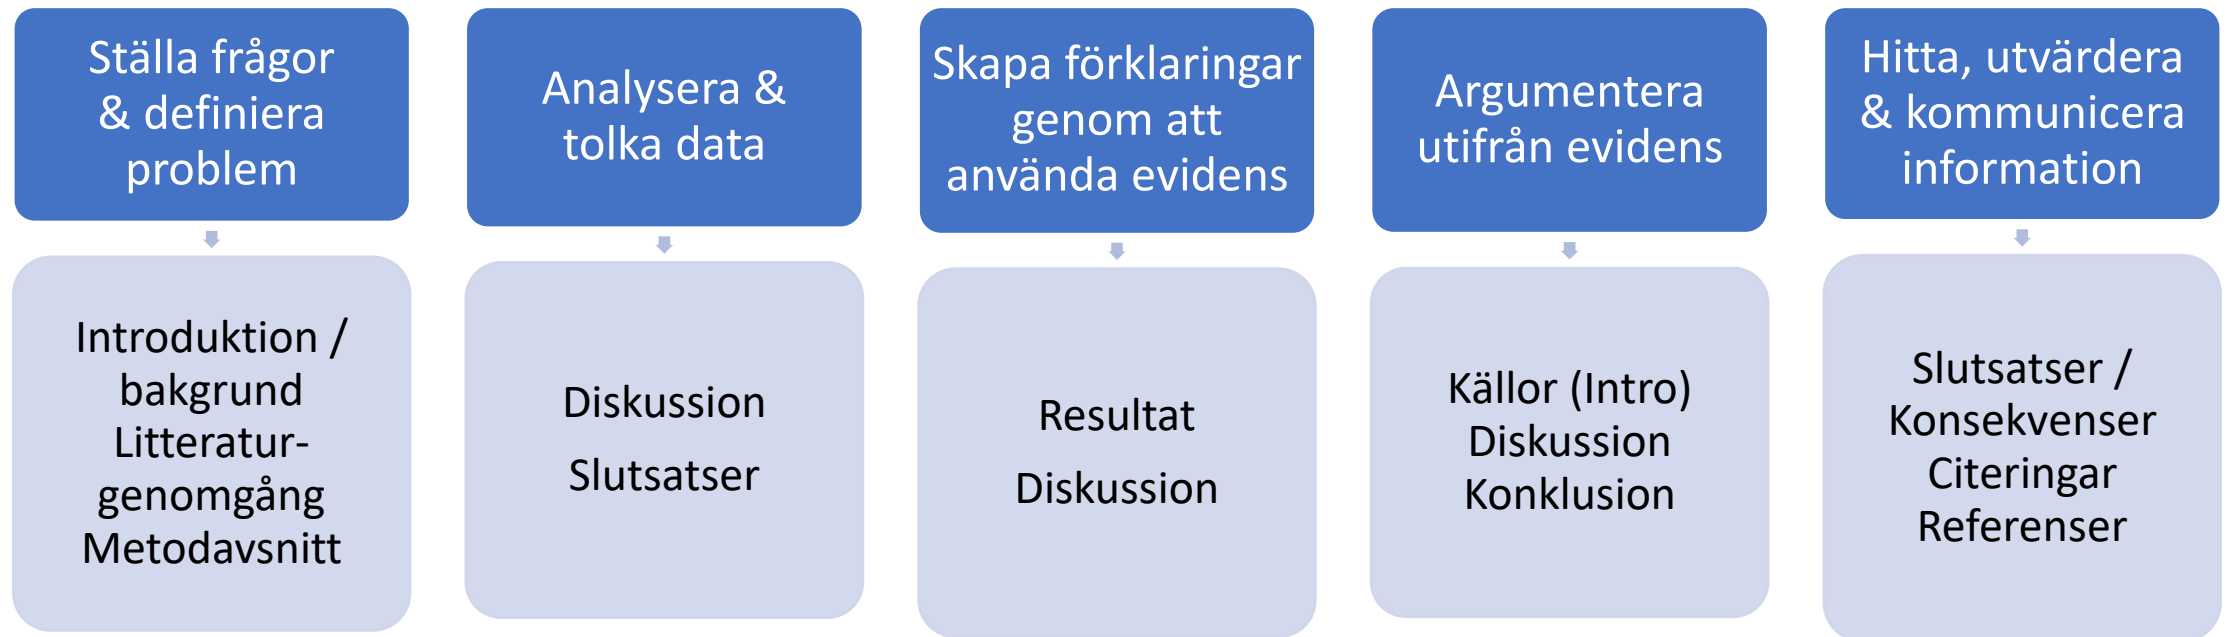 Ställa frågor
& definiera
problem
Introduktion /
bakgrund
Litteratur-
genomgång
Metodavsnitt
Analysera &
tolka data
Diskussion
Slutsatser
Skapa förklaringar
genom att
använda evidens
Resultat
Diskussion
Argumentera
utifrån evidens
Källor (Intro)
Diskussion
Konklusion
Hitta, utvärdera
& kommunicera
information
Slutsatser /
Konsekvenser
Citeringar
Referenser